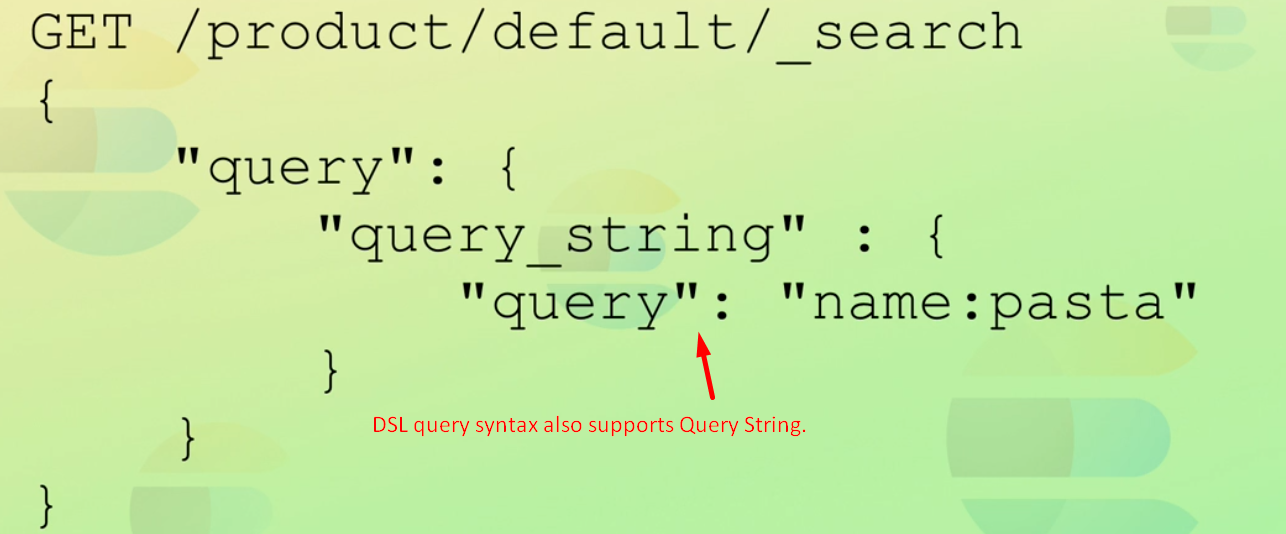 GET /product/default/_search
{
"query": {
"query_string" : {
"query": "name:pasta"
}
DSL query syntax also supports Query String.
}
}